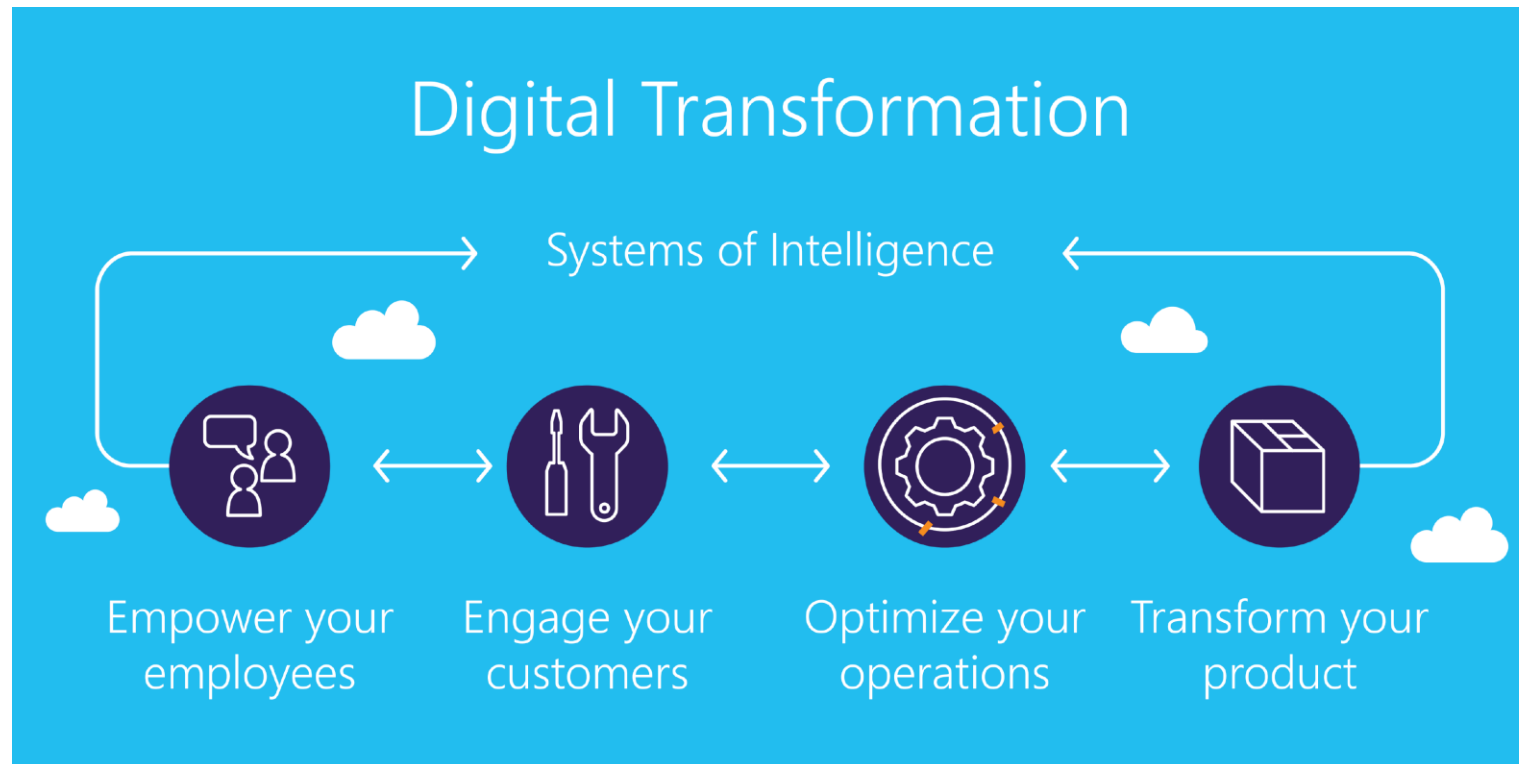 Digital Transformation
Systems of Intelligence
Empower your
employees
Engage your
customers
Optimize your
operations
Transform your
product